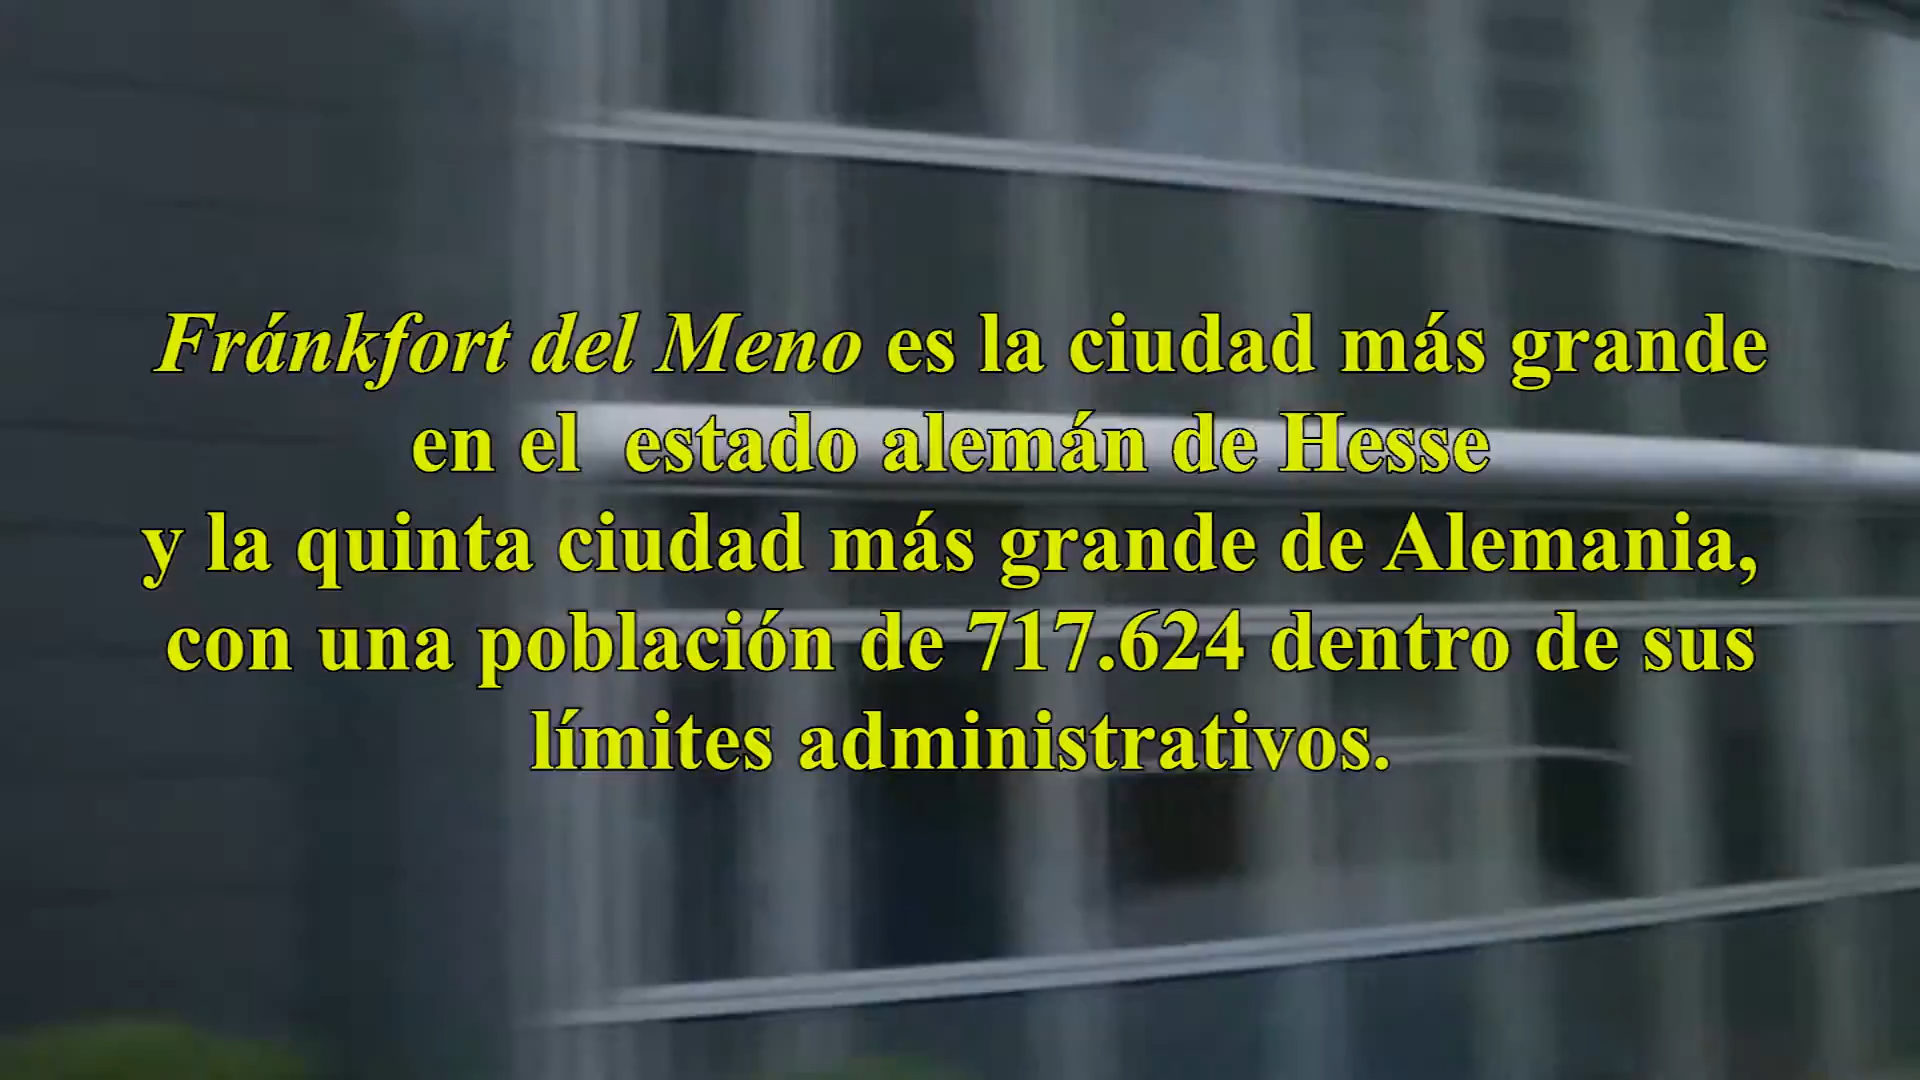 Fránkfort del Meno es la ciudad más grande
en el  estado alemán de Hesse
y la quinta ciudad más grande de Alemania,
con una población de 717.624 dentro de sus
límites administrativos.